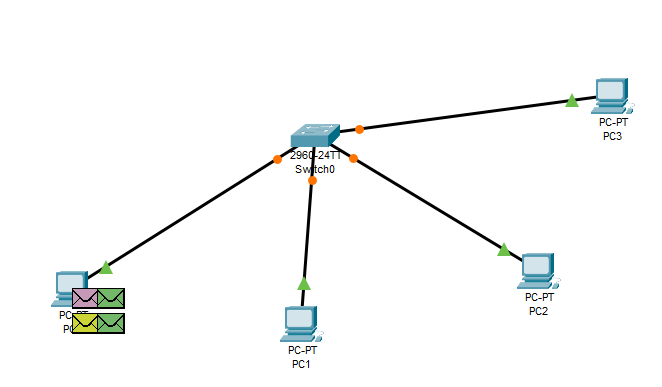 PC-PT
PC3
2960-24TT
Switch0
PC-PT
PC2
PC-PT
PC1